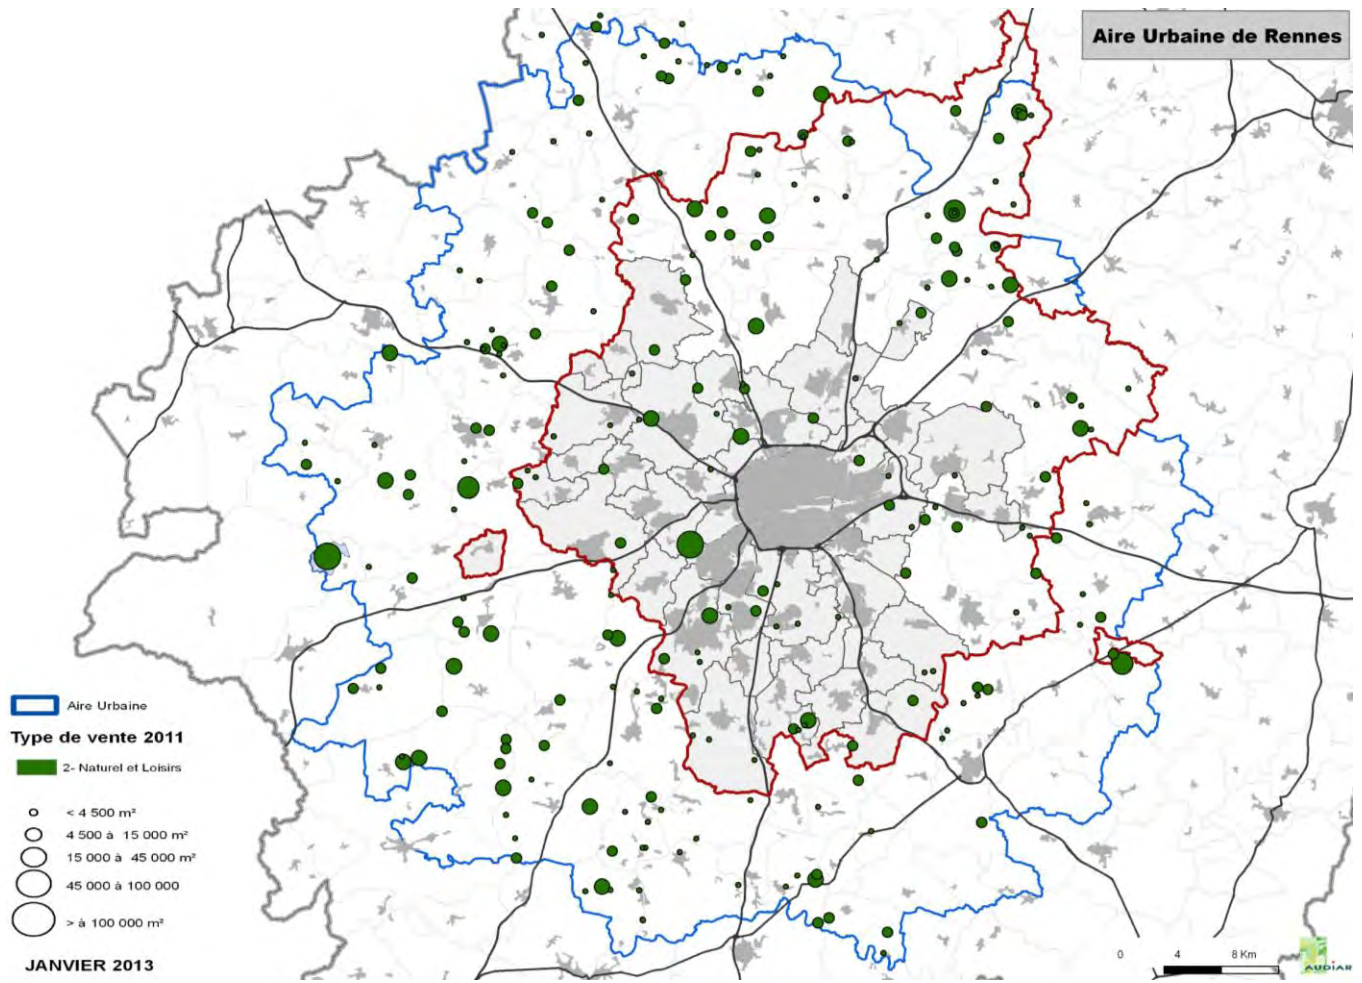 Aire Urbaine de Rennes
Aire Urbaine
Type de vente 2011
2- Naturel et Loisirs
< 4 500 m²
4 500 à 15 000 m²
15 000 à 45 000 m²
45 000 à 100 000
> à 100 000 m²
JANVIER 2013
0 4 8 Km
AUDIAR